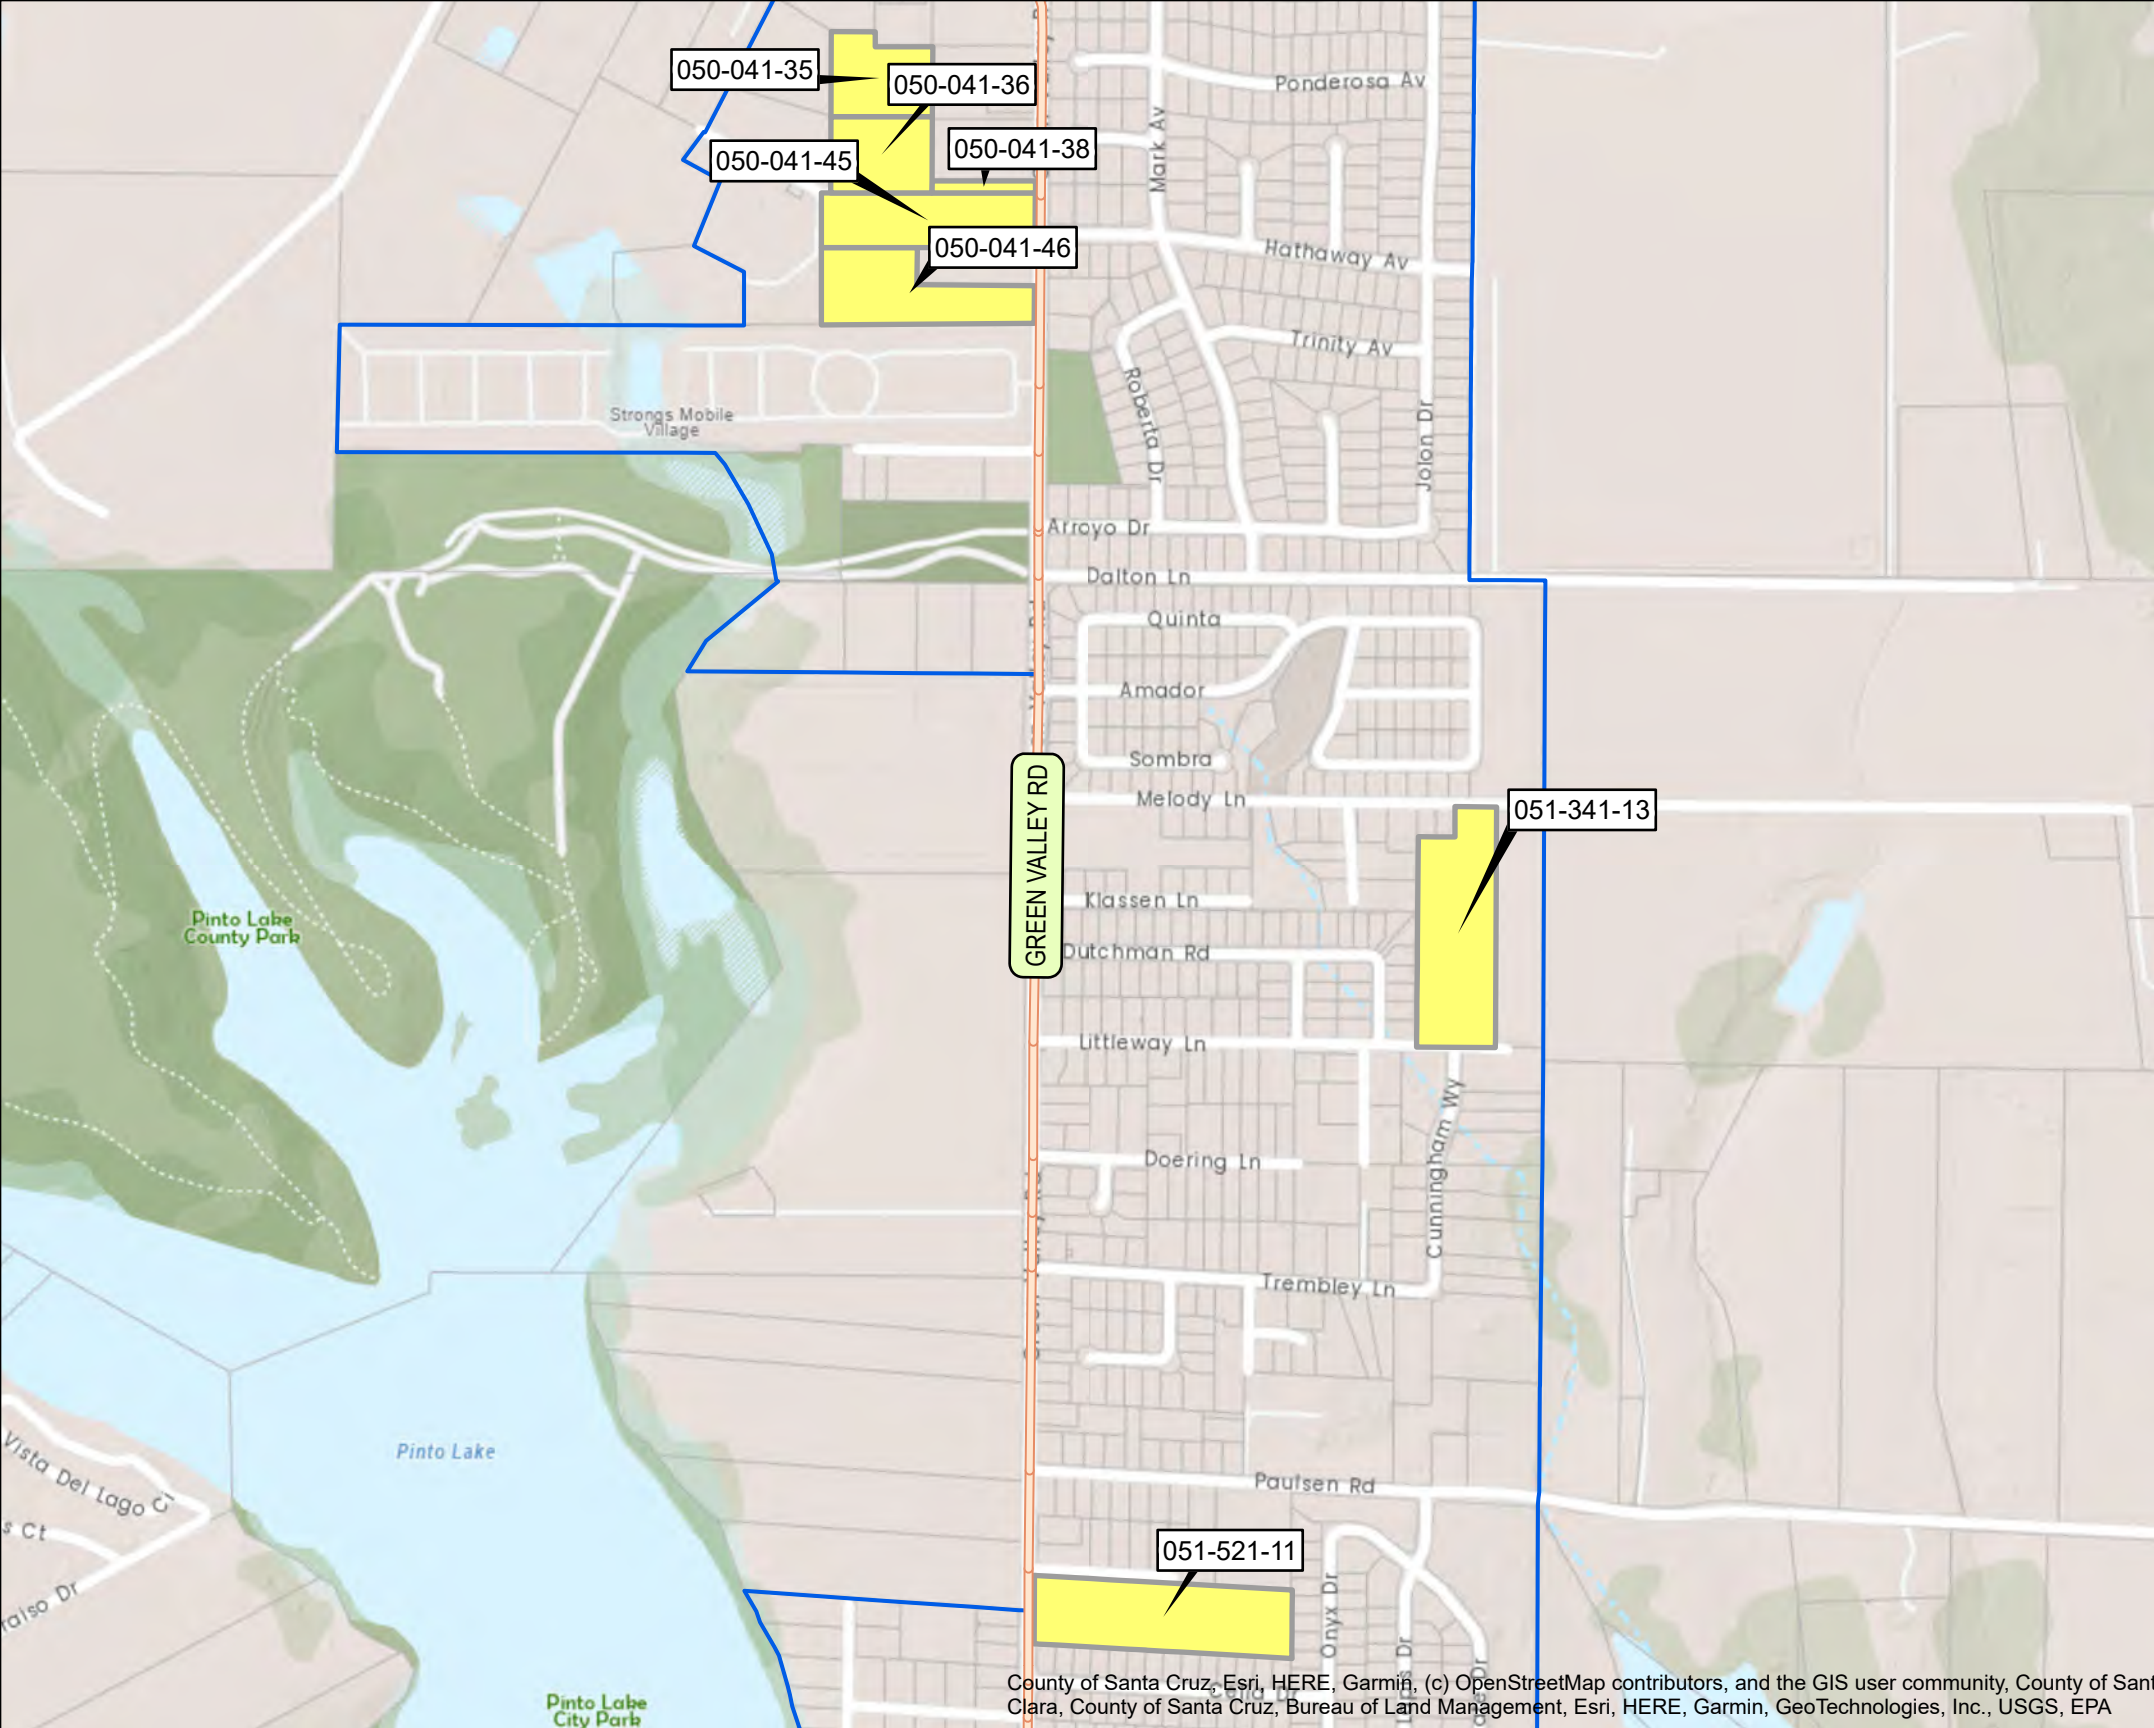 050-041-35
050-041-36
Ponderosa Av
050-041-45
050-041-38
Mark Av
050-041-46
Hathaway Av
Trinity Av
Roberta Dr
Jolon Dr
Strongs Mobile
Village
Arroyo Dr
Dalton Ln
Quinta
Amador
Sombra
GREEN VALLEY RD
Melody Ln
051-341-13
Klassen Ln
Pinto Lake
County Park
Dutchman Rd
Littleway Ln
Cunningham Wy
Doering Ln
Trembley Ln
Pinto Lake
Vista Del Lago Ct
s Ct
raiso Dr
Paulsen Rd
051-521-11
Onyx Dr
Pinto Lake
City Park
County of Santa Cruz, Esri, HERE, Garmin, (c) OpenStreetMap contributors, and the GIS user community, County of Sant
Clara, County of Santa Cruz, Bureau of Land Management, Esri, HERE, Garmin, GeoTechnologies, Inc., USGS, EPA